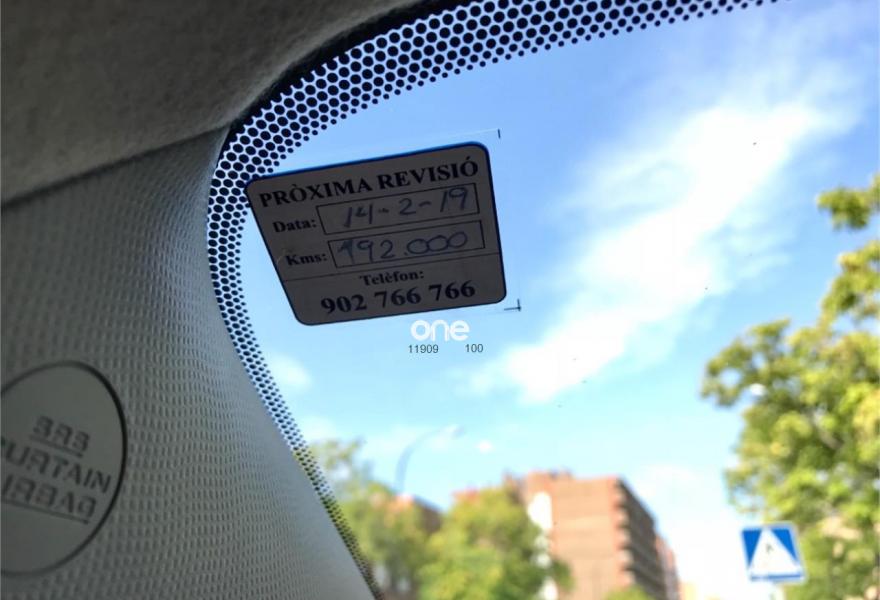 PRÒXIMA REVISIÓ
Data: 14-2-19
Kms: 192.000
Telèfon:
902 766 766
one
11909 100
SRS
CURTAIN
AIRBAG